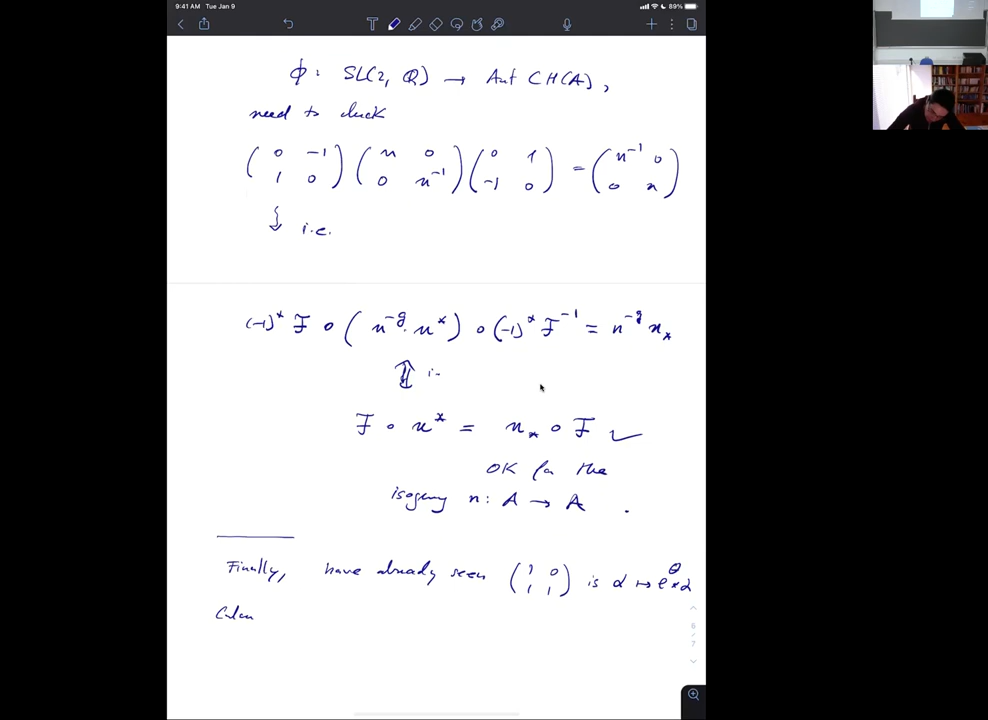 9:41 AM Tue Jan 9
89%
ϕ: SL(2, Q) → Aut CH(A),
need to check
( 0 -1 ; 1 0 ) ( n 0 ; 0 n⁻¹ ) ( 0 1 ; -1 0 ) = ( n⁻¹ 0 ; 0 n )
i.e.
(-1)* F ∘ ( n⁻ᵍ · n* ) ∘ (-1)* F⁻¹ = n⁻ᵍ n_*
⇕ i-
F ∘ n* = n_* ∘ F ✓
OK for the
isogeny n: A → A .
Finally, have already seen ( 1 0 ; 1 1 ) is α ↦ e^θ * α
6
/
7